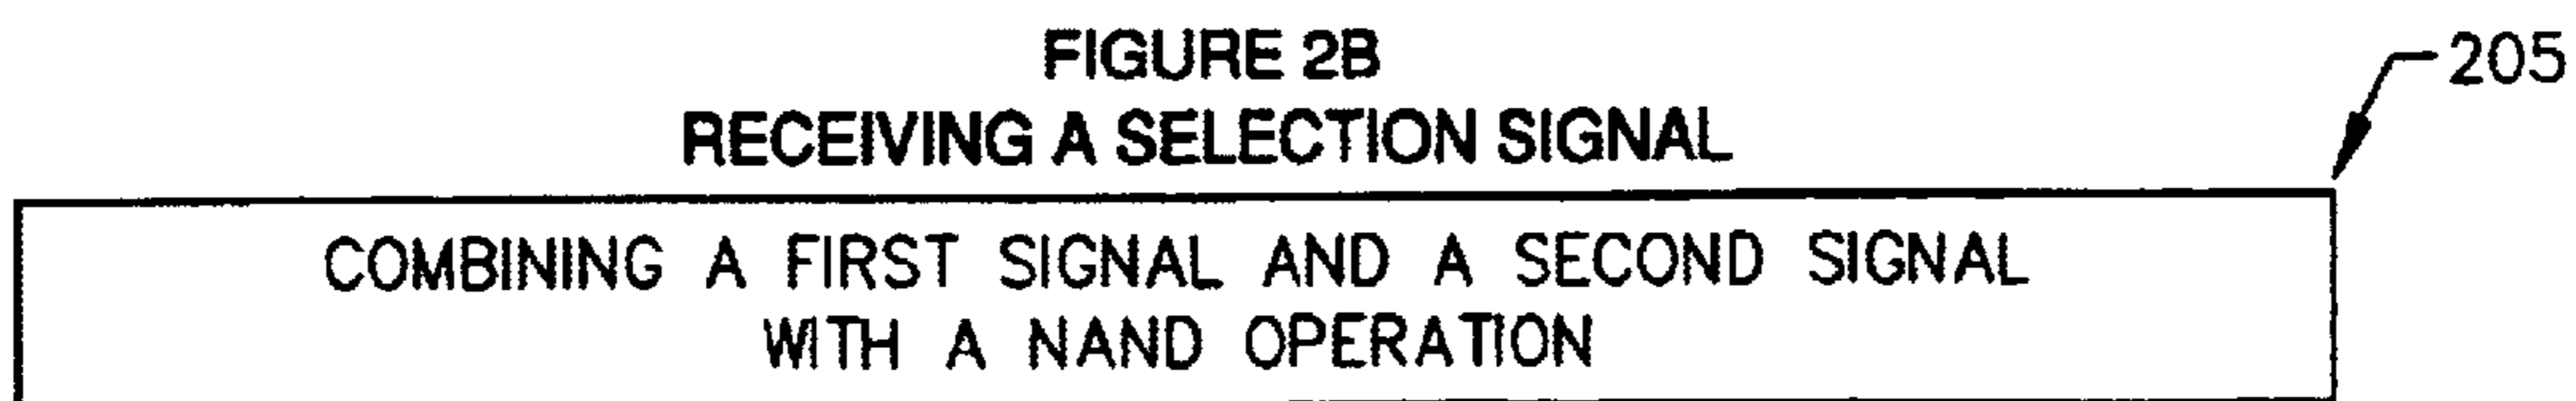 FIGURE 2B
205
RECEIVING A SELECTION SIGNAL
COMBINING A FIRST SIGNAL AND A SECOND SIGNAL
WITH A NAND OPERATION